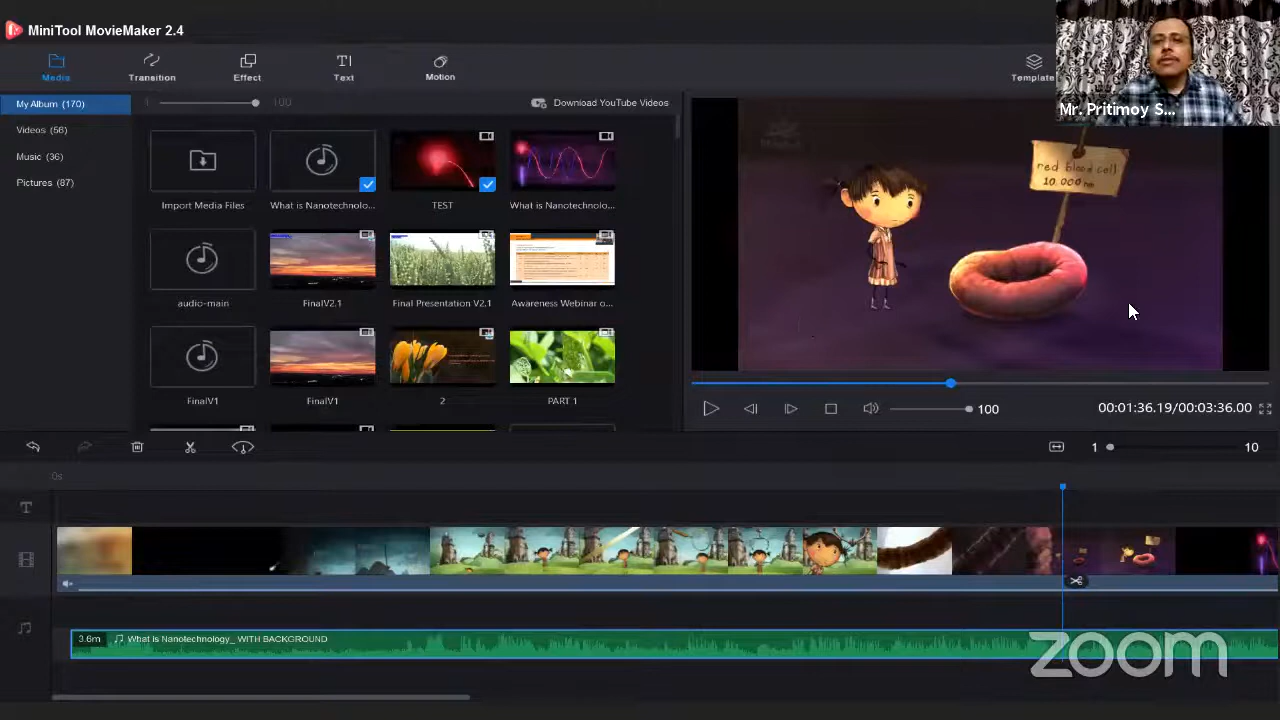 MiniTool MovieMaker 2.4
Media
Transition
Effect
Text
Motion
Template
Mr. Pritimoy S...
My Album (170)
Videos (56)
Music (36)
Pictures (87)
1
100
Download YouTube Videos
Import Media Files
What is Nanotechnolo...
TEST
What is Nanotechnolo...
audio-main
FinalV2.1
Final Presentation V2.1
Awareness Webinar o...
FinalV1
FinalV1
2
PART 1
red blood cell
10.000 nm
100
00:01:36.19/00:03:36.00
1
10
0s
3.6m
What is Nanotechnology_ WITH BACKGROUND
zoom